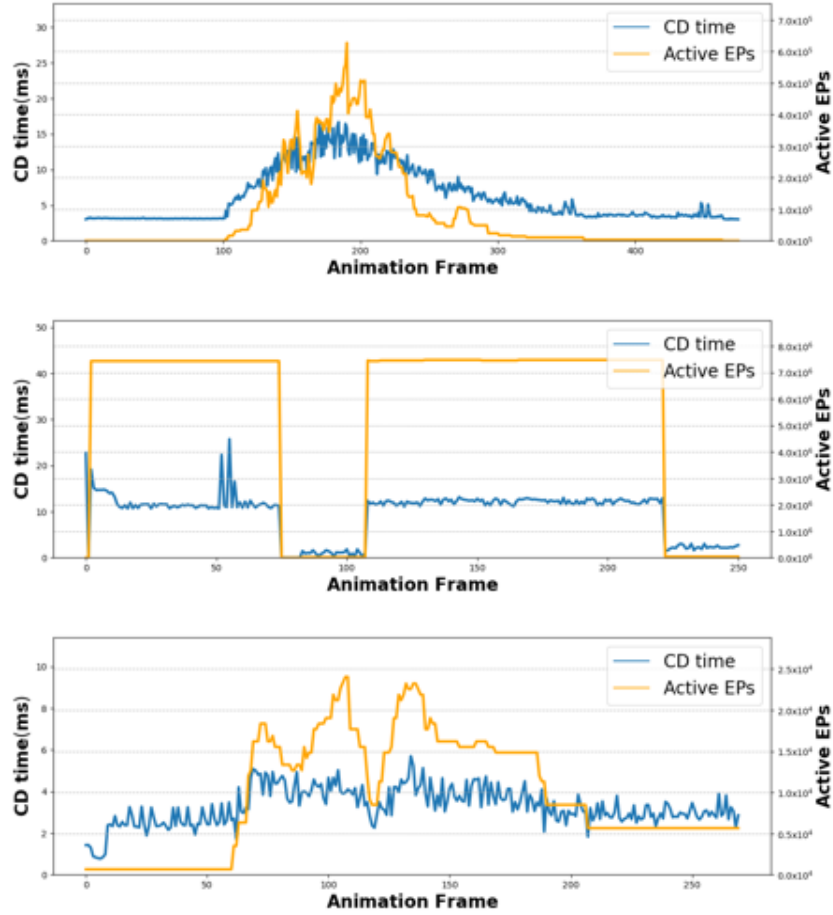 CD time
Active EPs
CD time(ms)
30
25
20
15
10
5
0
7.0x10⁵
6.0x10⁵
5.0x10⁵
4.0x10⁵
3.0x10⁵
2.0x10⁵
1.0x10⁵
0.0x10⁵
Active EPs
0
100
200
300
400
Animation Frame
CD time
Active EPs
CD time(ms)
50
40
30
20
10
0
8.0x10⁶
7.0x10⁶
6.0x10⁶
5.0x10⁶
4.0x10⁶
3.0x10⁶
2.0x10⁶
1.0x10⁶
0.0x10⁶
Active EPs
0
50
100
150
200
250
Animation Frame
CD time
Active EPs
CD time(ms)
10
8
6
4
2
0
2.5x10⁴
2.0x10⁴
1.5x10⁴
1.0x10⁴
0.5x10⁴
0.0x10⁴
Active EPs
0
50
100
150
200
250
Animation Frame